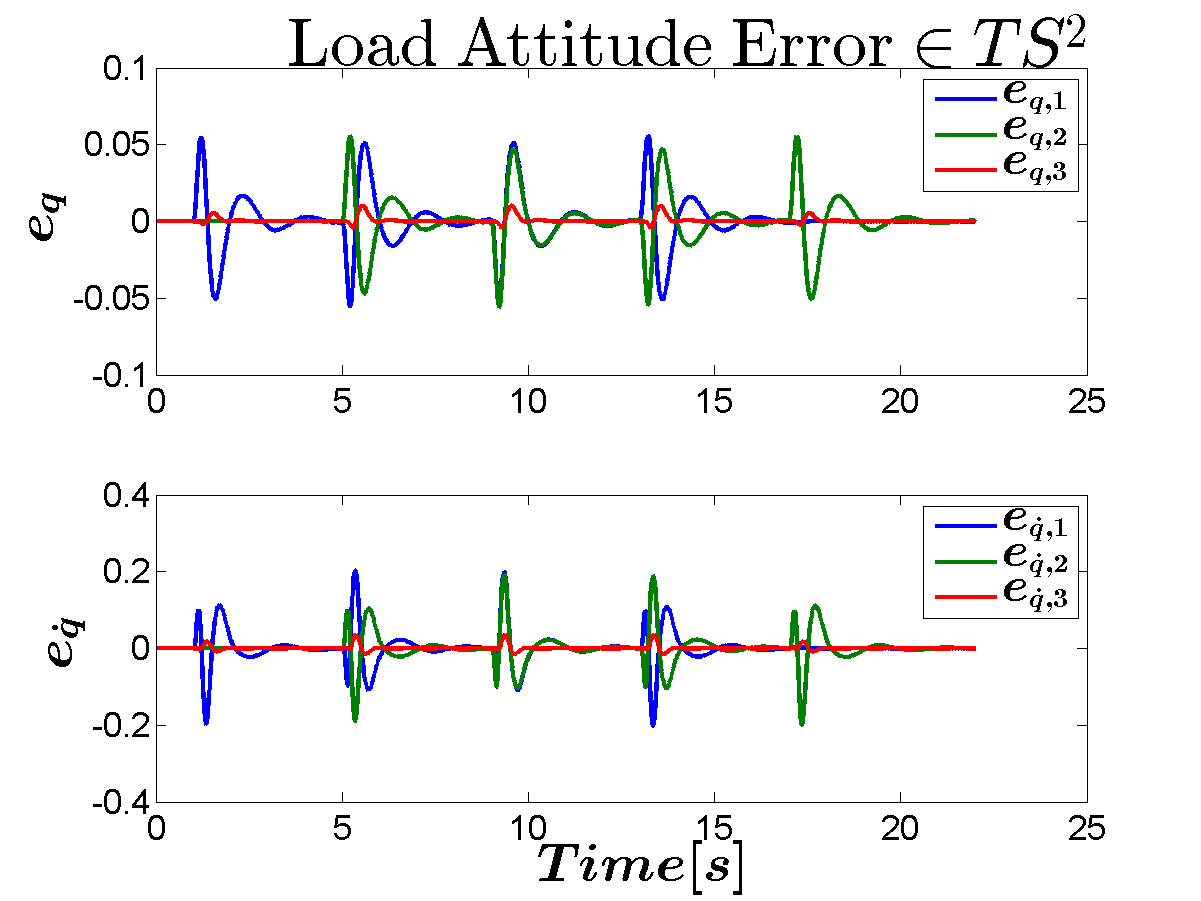 Load Attitude Error ∈ TS²
0.1
0.05
0
-0.05
-0.1
e_q
e_{q,1}
e_{q,2}
e_{q,3}
0 5 10 15 20 25
0.4
0.2
0
-0.2
-0.4
e_{q̇}
e_{q̇,1}
e_{q̇,2}
e_{q̇,3}
0 5 10 15 20 25
Time[s]